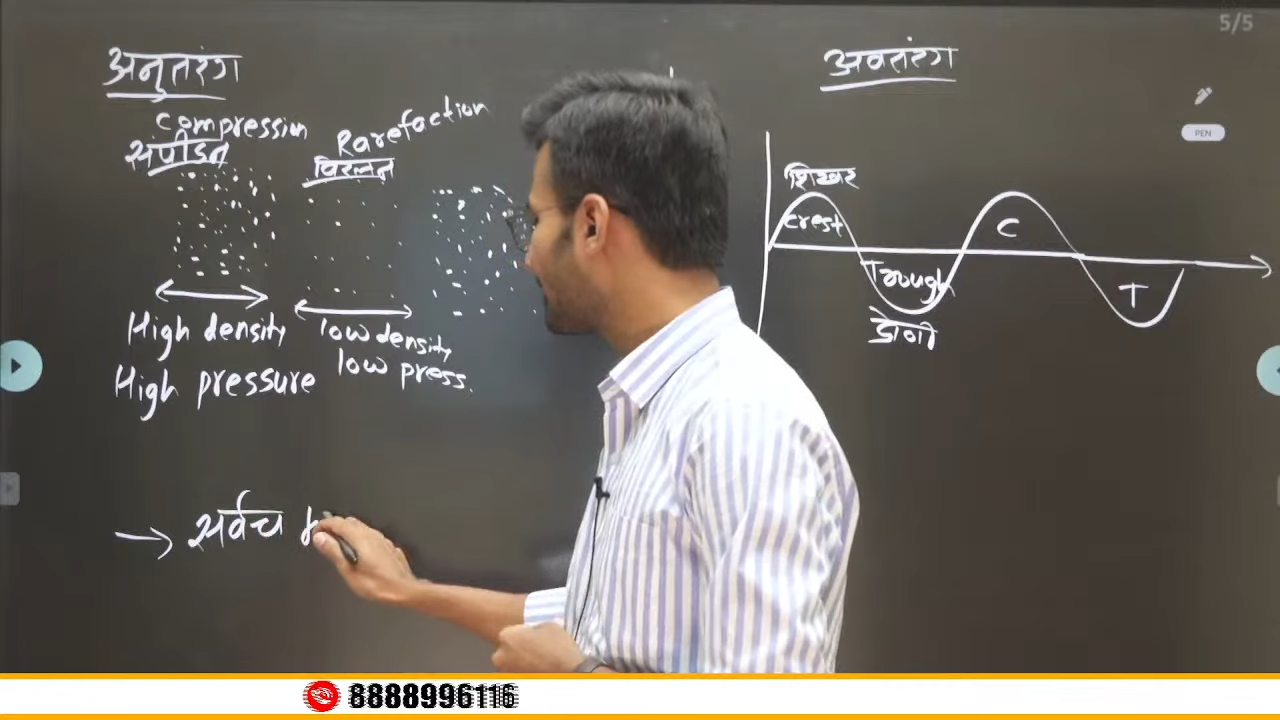 5/5
अनुतरंग
Compression
संपीडन
Rarefaction
विरलन
High density
High pressure
low density
low press.
→ सर्वच
अवतरंग
PEN
शिखर
crest
C
Trough
T
8888996116